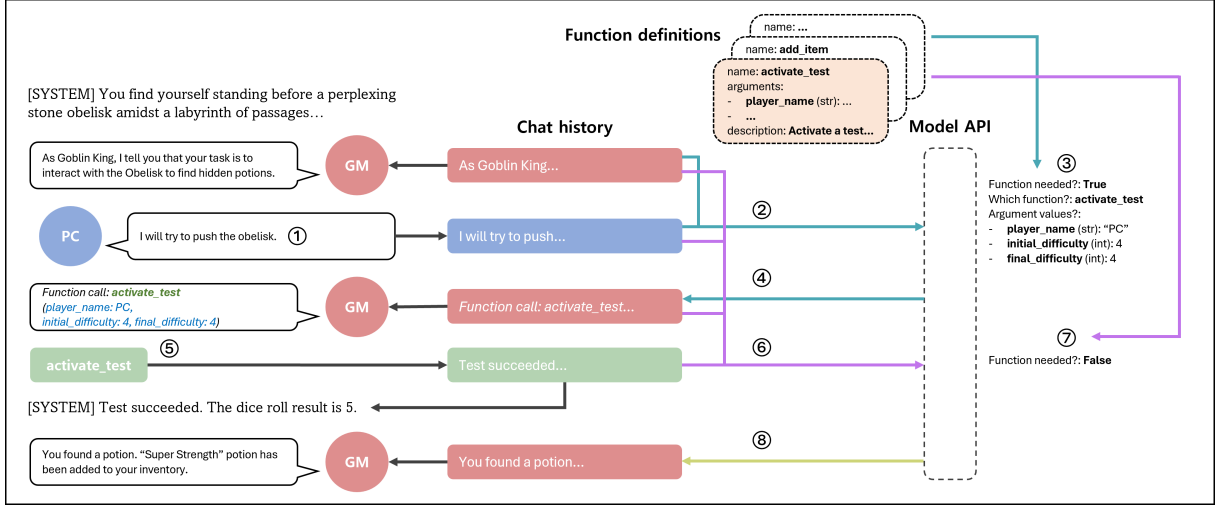 Function definitions
name: ...
name: add_item
name: activate_test
arguments:
- player_name (str): ...
- ...
description: Activate a test...
[SYSTEM] You find yourself standing before a perplexing
stone obelisk amidst a labyrinth of passages...
Chat history
Model API
As Goblin King, I tell you that your task is to
interact with the Obelisk to find hidden potions.
GM
As Goblin King...
③
Function needed?: True
Which function?: activate_test
Argument values?:
- player_name (str): “PC”
- initial_difficulty (int): 4
- final_difficulty (int): 4
PC
I will try to push the obelisk. ①
I will try to push...
②
Function call: activate_test
(player_name: PC,
initial_difficulty: 4, final_difficulty: 4)
GM
Function call: activate_test...
④
⑤
activate_test
Test succeeded...
⑥
⑦
Function needed?: False
[SYSTEM] Test succeeded. The dice roll result is 5.
You found a potion. “Super Strength” potion has
been added to your inventory.
GM
You found a potion...
⑧